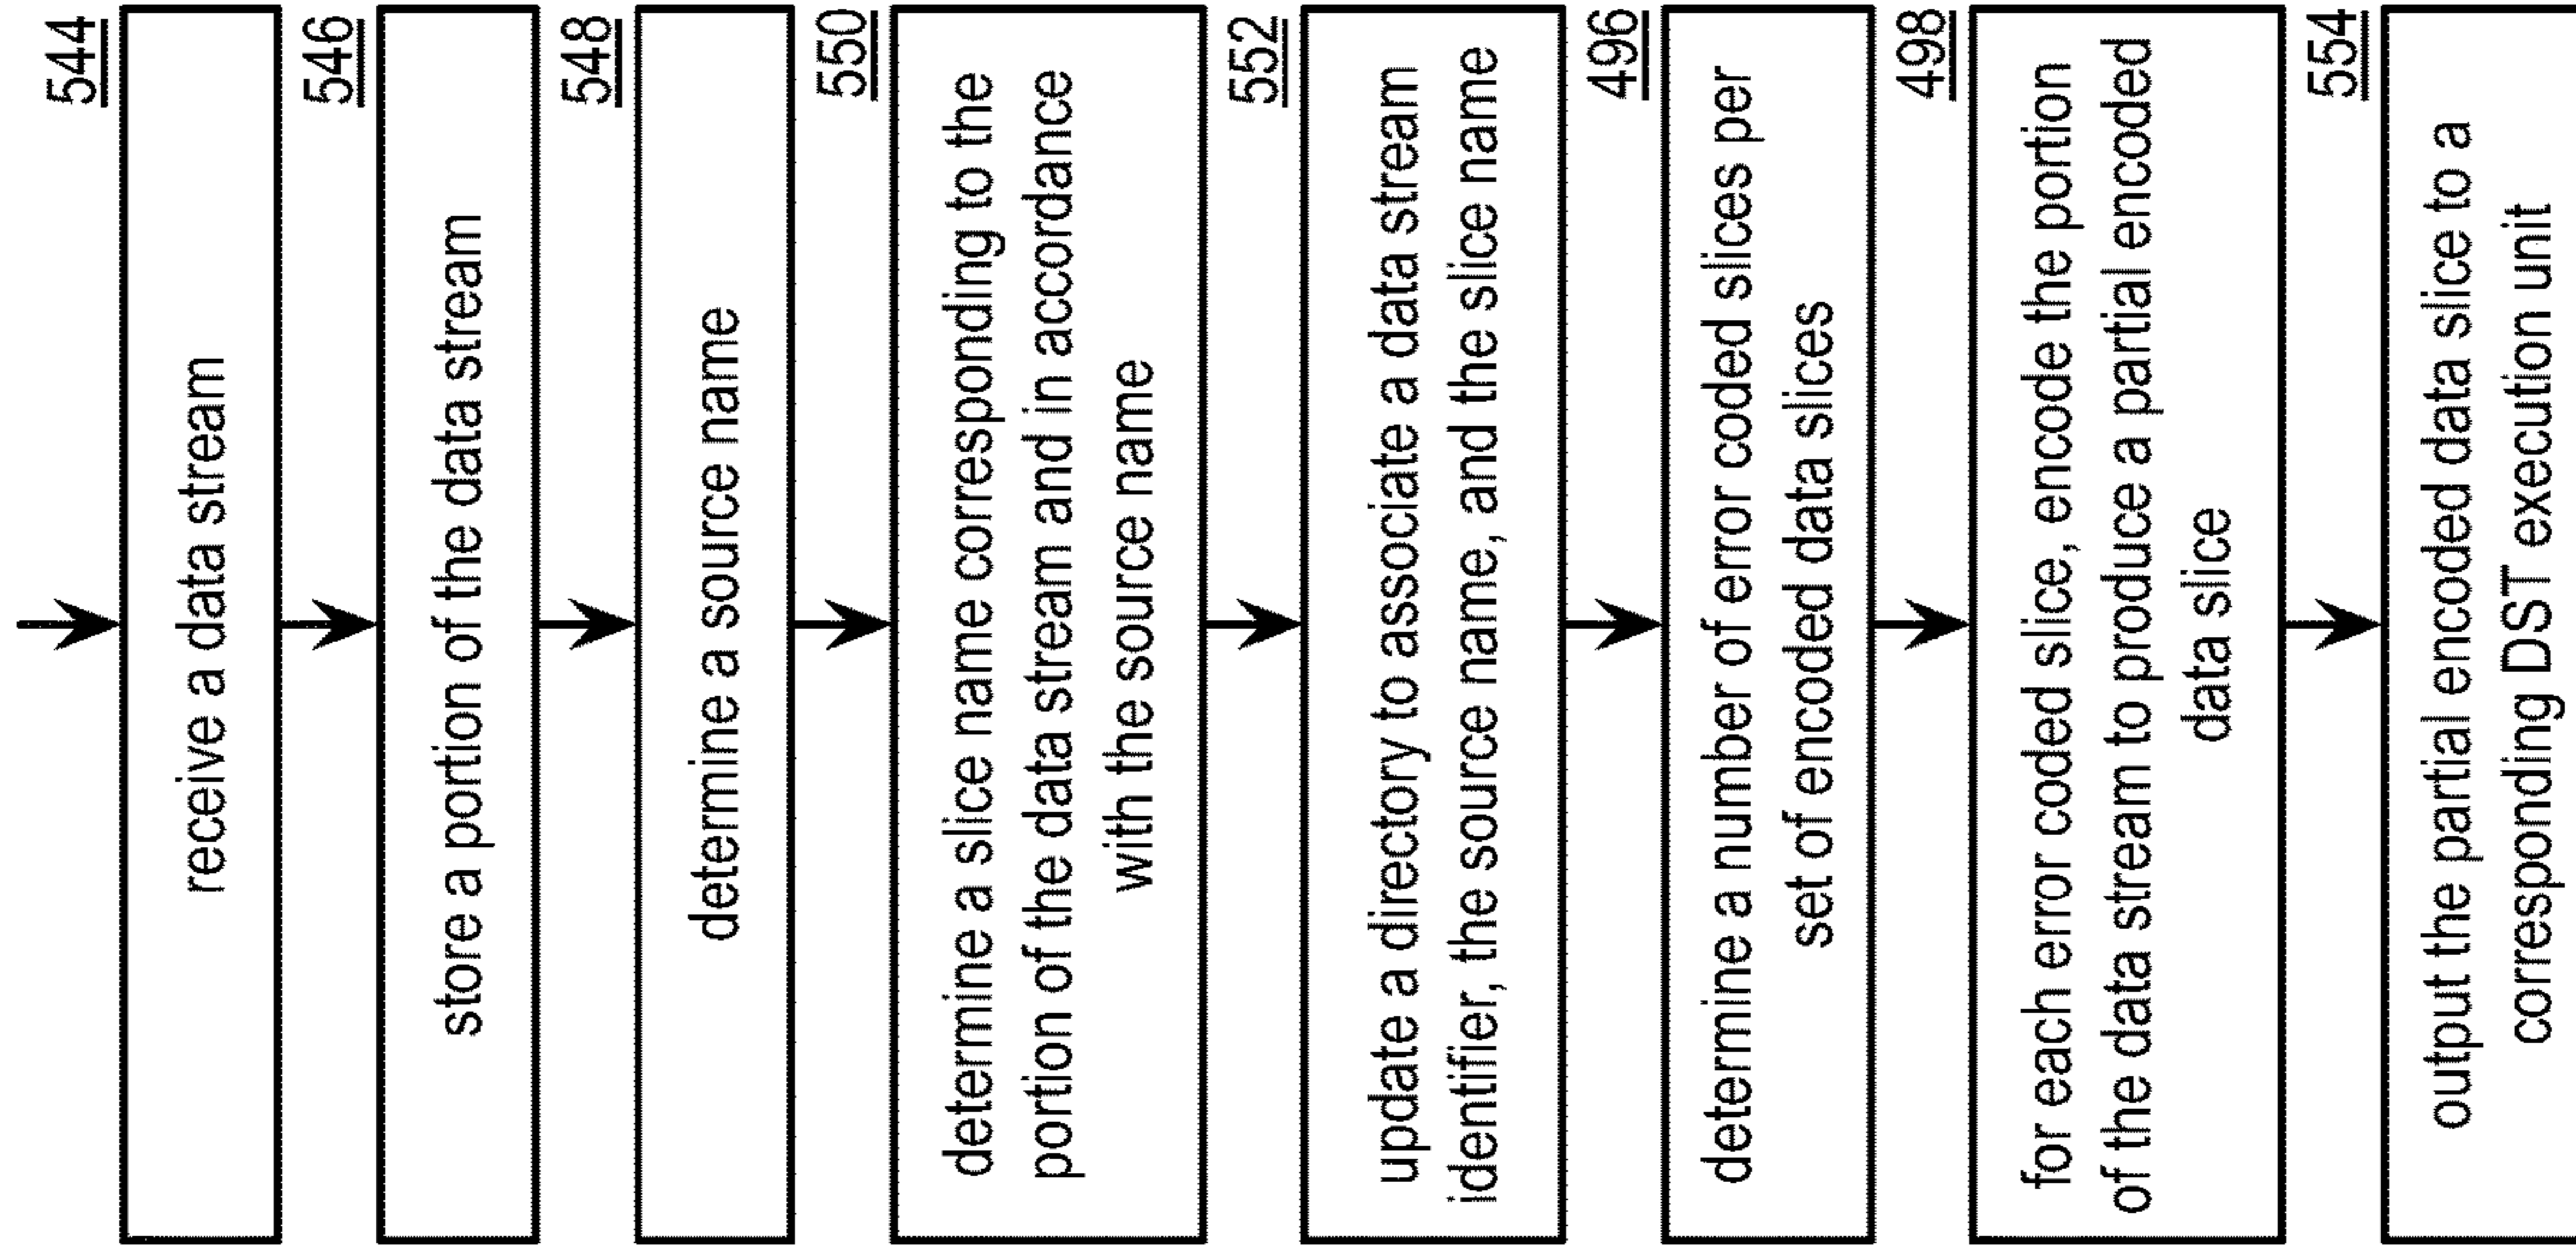 544
receive a data stream
546
store a portion of the data stream
548
determine a source name
550
determine a slice name corresponding to the
portion of the data stream and in accordance
with the source name
552
update a directory to associate a data stream
identifier, the source name, and the slice name
496
determine a number of error coded slices per
set of encoded data slices
498
for each error coded slice, encode the portion
of the data stream to produce a partial encoded
data slice
554
output the partial encoded data slice to a
corresponding DST execution unit